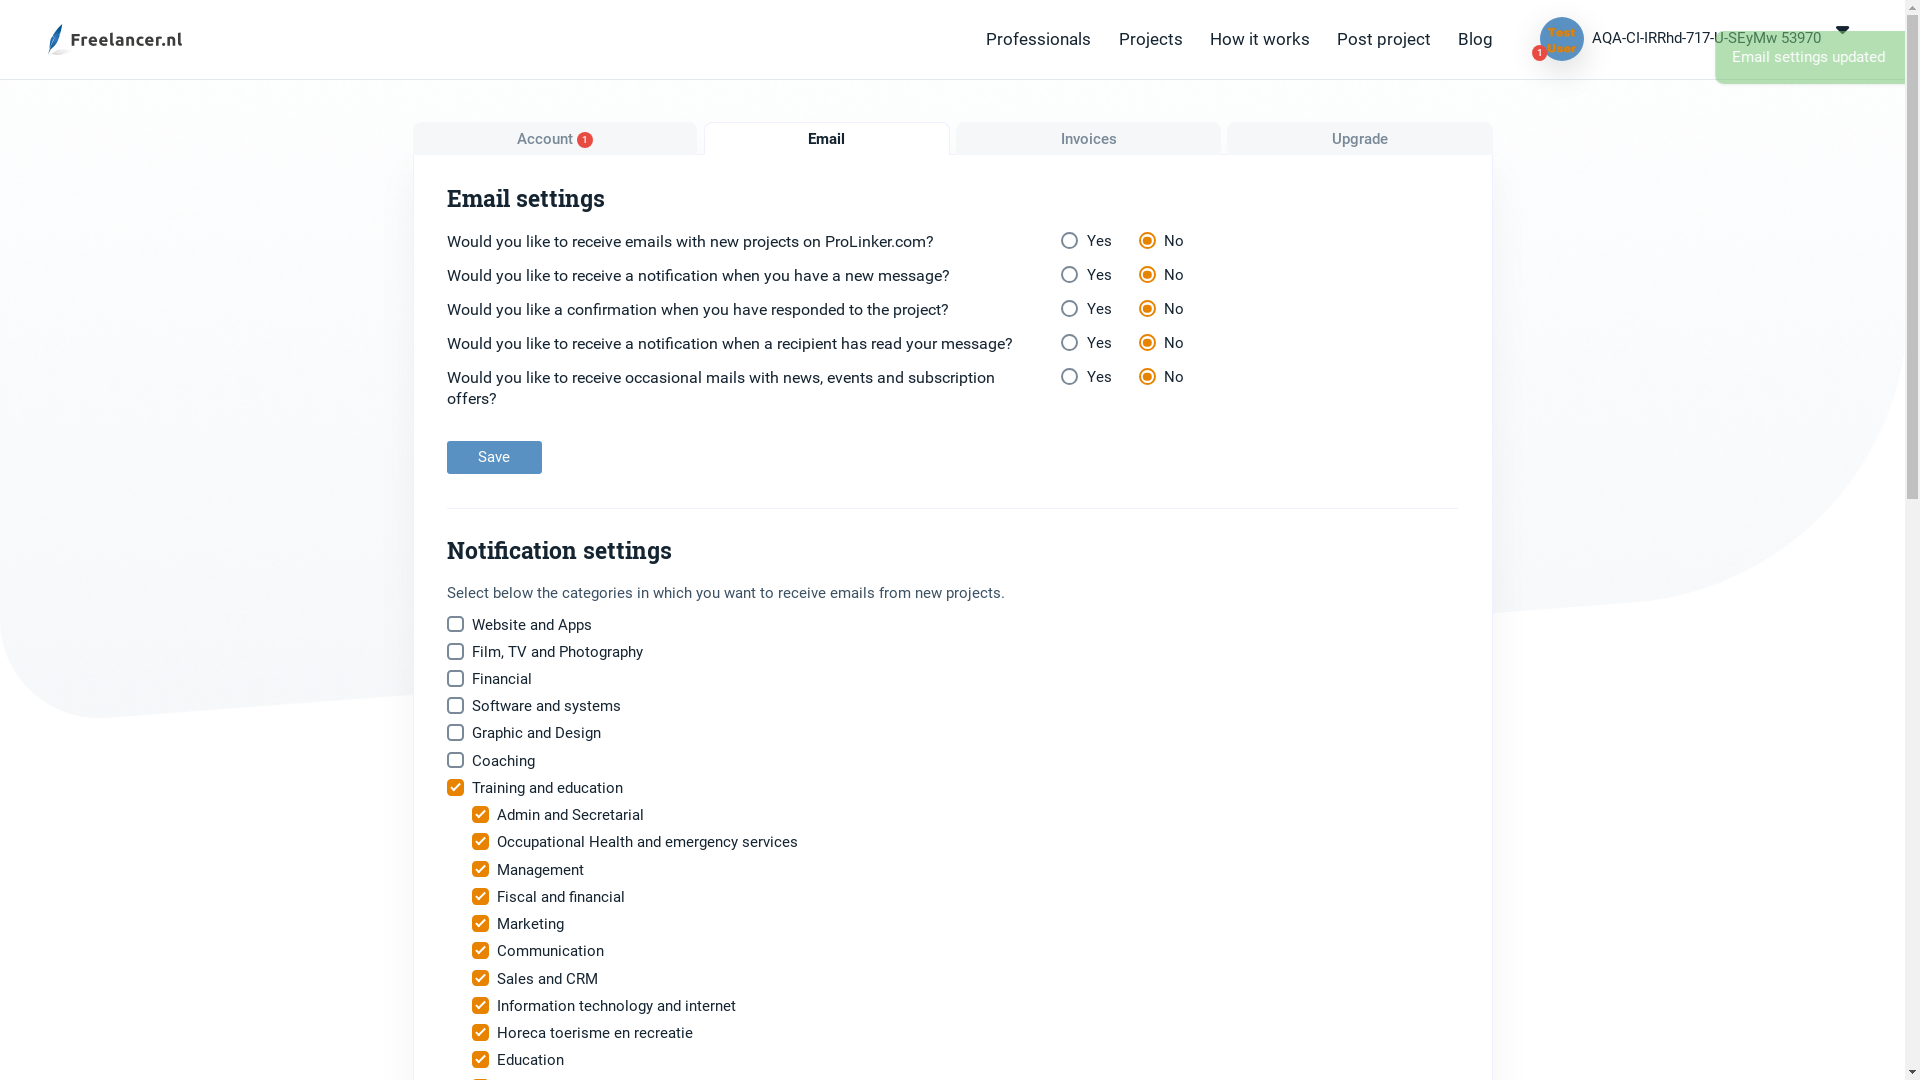 Freelancer.nl
Professionals
Projects
How it works
Post project
Blog
Test
User
1
AQA-CI-IRRhd-717-U-SEyMw 53970
Email settings updated
Account 1
Email
Invoices
Upgrade
Email settings
Would you like to receive emails with new projects on ProLinker.com?
Yes
No
Would you like to receive a notification when you have a new message?
Yes
No
Would you like a confirmation when you have responded to the project?
Yes
No
Would you like to receive a notification when a recipient has read your message?
Yes
No
Would you like to receive occasional mails with news, events and subscription
offers?
Yes
No
Save
Notification settings
Select below the categories in which you want to receive emails from new projects.
Website and Apps
Film, TV and Photography
Financial
Software and systems
Graphic and Design
Coaching
Training and education
Admin and Secretarial
Occupational Health and emergency services
Management
Fiscal and financial
Marketing
Communication
Sales and CRM
Information technology and internet
Horeca toerisme en recreatie
Education